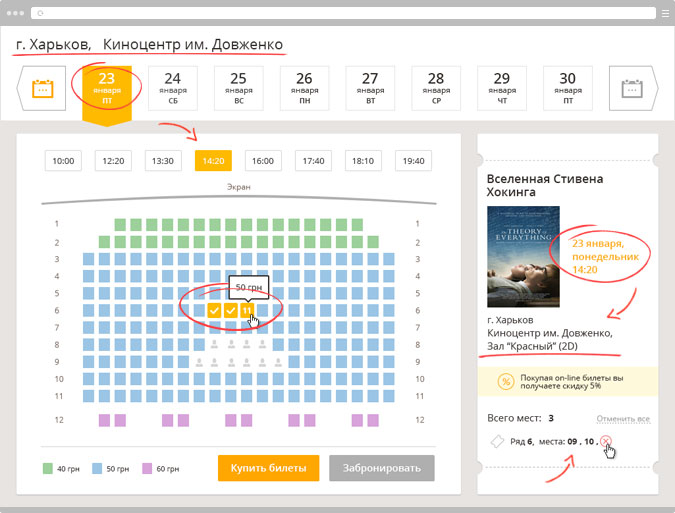 г. Харьков, Киноцентр им. Довженко
23 января ПТ
24 января СБ
25 января ВС
26 января ПН
27 января ВТ
28 января СР
29 января ЧТ
30 января ПТ
10:00 12:20 13:30 14:20 16:00 17:40 18:10 19:40
Экран
1 1
2 2
3 3
4 4
5 5
50 грн
6 11 6
7 7
8 8
9 9
10 10
11 11
12 12
40 грн 50 грн 60 грн
Купить билеты
Забронировать
Вселенная Стивена
Хокинга
THE THEORY OF
EVERYTHING
23 января,
понедельник
14:20
г. Харьков
Киноцентр им. Довженко,
Зал “Красный” (2D)
%
Покупая on-line билеты вы
получаете скидку 5%
Всего мест: 3 Отменить все
Ряд 6, места: 09 . 10 .